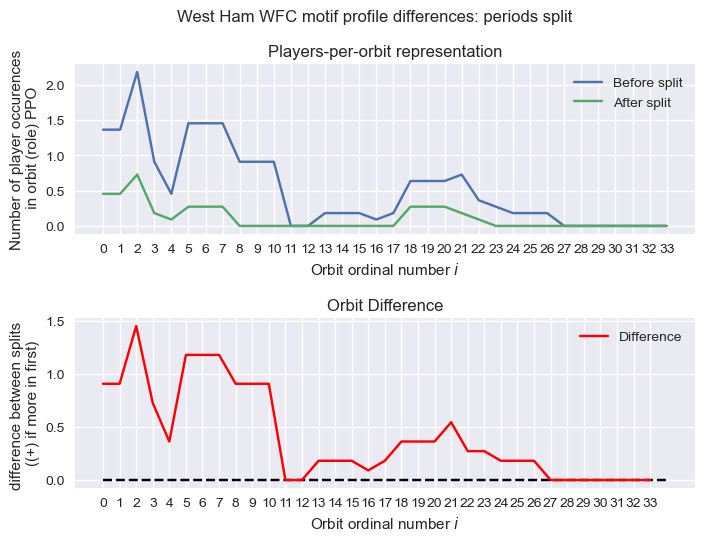 West Ham WFC motif profile differences: periods split
Players-per-orbit representation
Number of player occurences
in orbit (role) PPO
2.0
1.5
1.0
0.5
0.0
Before split
After split
0 1 2 3 4 5 6 7 8 9 10 11 12 13 14 15 16 17 18 19 20 21 22 23 24 25 26 27 28 29 30 31 32 33
Orbit ordinal number i
Orbit Difference
difference between splits
((+) if more in first)
1.5
1.0
0.5
0.0
Difference
0 1 2 3 4 5 6 7 8 9 10 11 12 13 14 15 16 17 18 19 20 21 22 23 24 25 26 27 28 29 30 31 32 33
Orbit ordinal number i